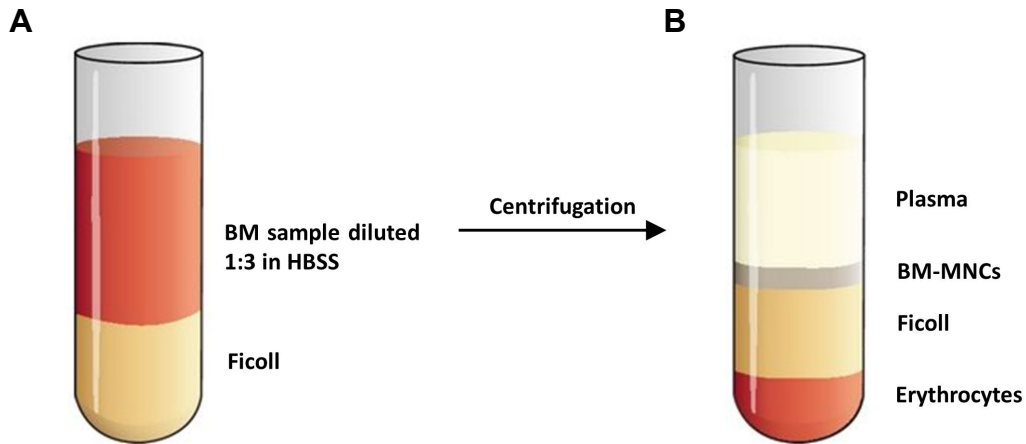 A
B
BM sample diluted
1:3 in HBSS
Ficoll
Centrifugation
Plasma
BM-MNCs
Ficoll
Erythrocytes